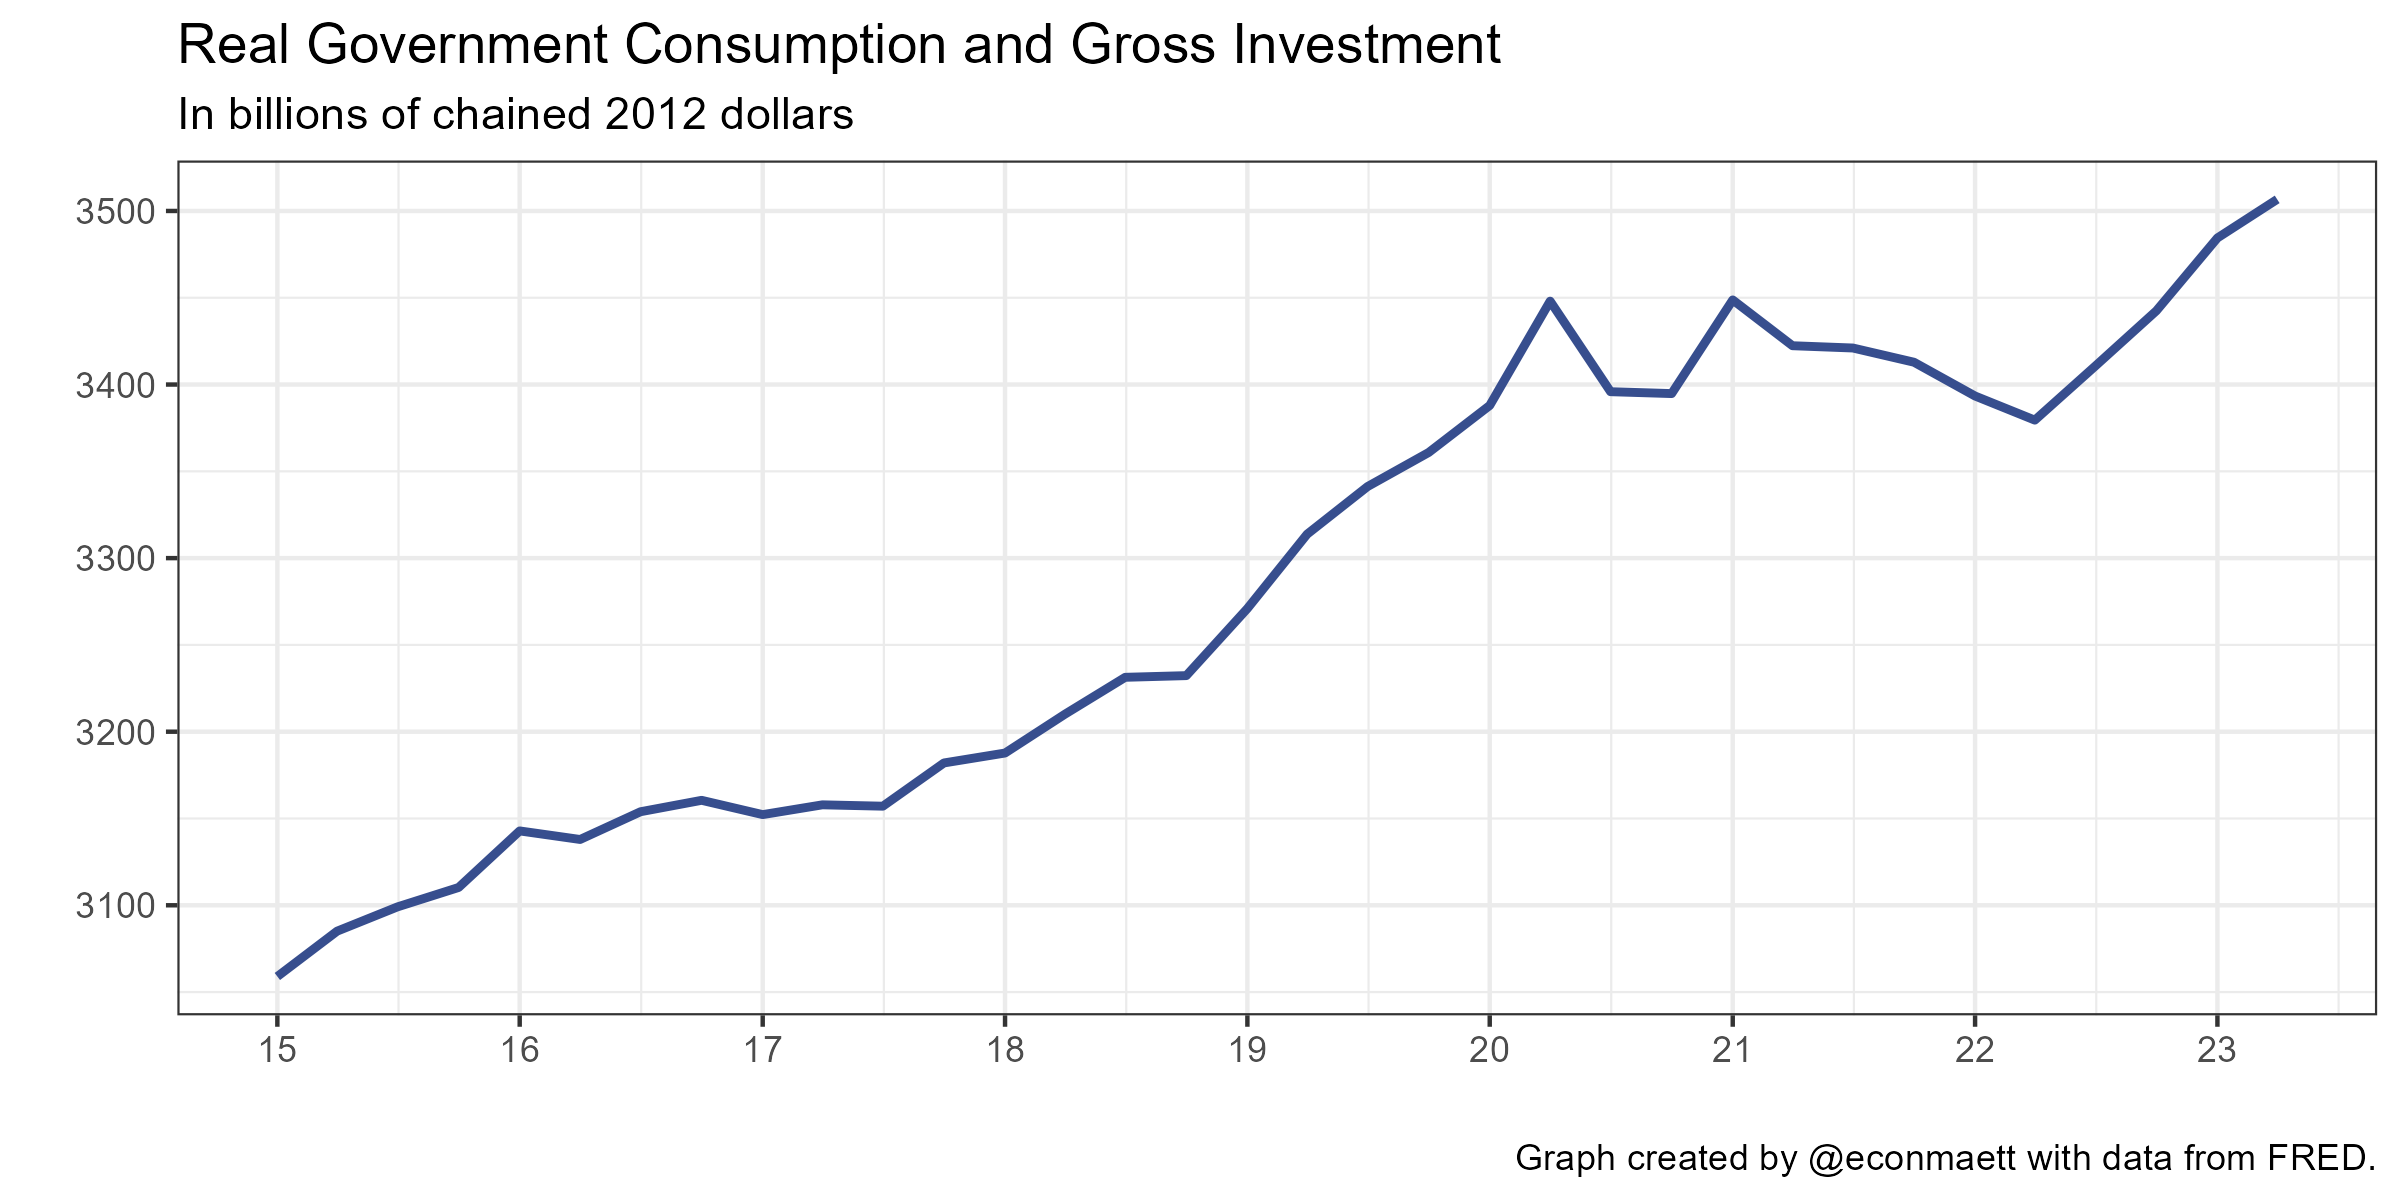 Real Government Consumption and Gross Investment
In billions of chained 2012 dollars
3500
3400
3300
3200
3100
15 16 17 18 19 20 21 22 23
Graph created by @econmaett with data from FRED.